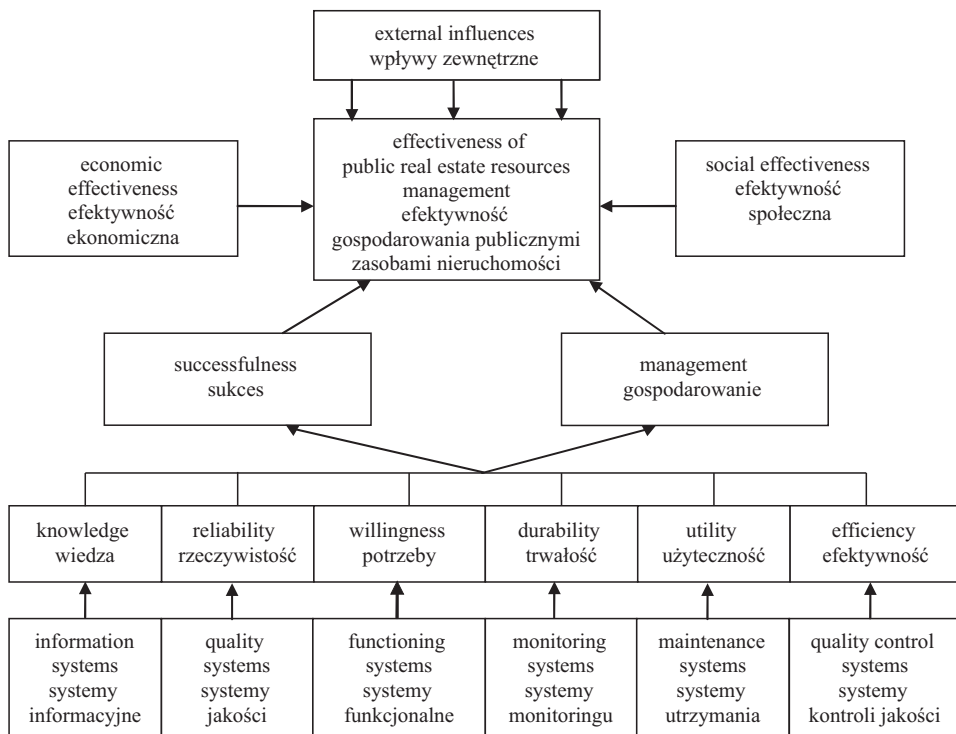 external influences
wpływy zewnętrzne
economic
effectiveness
efektywność
ekonomiczna
effectiveness of
public real estate resources
management
efektywność
gospodarowania publicznymi
zasobami nieruchomości
social effectiveness
efektywność
społeczna
successfulness
sukces
management
gospodarowanie
knowledge
wiedza
reliability
rzeczywistość
willingness
potrzeby
durability
trwałość
utility
użyteczność
efficiency
efektywność
information
systems
systemy
informacyjne
quality
systems
systemy
jakości
functioning
systems
systemy
funkcjonalne
monitoring
systems
systemy
monitoringu
maintenance
systems
systemy
utrzymania
quality control
systems
systemy
kontroli jakości